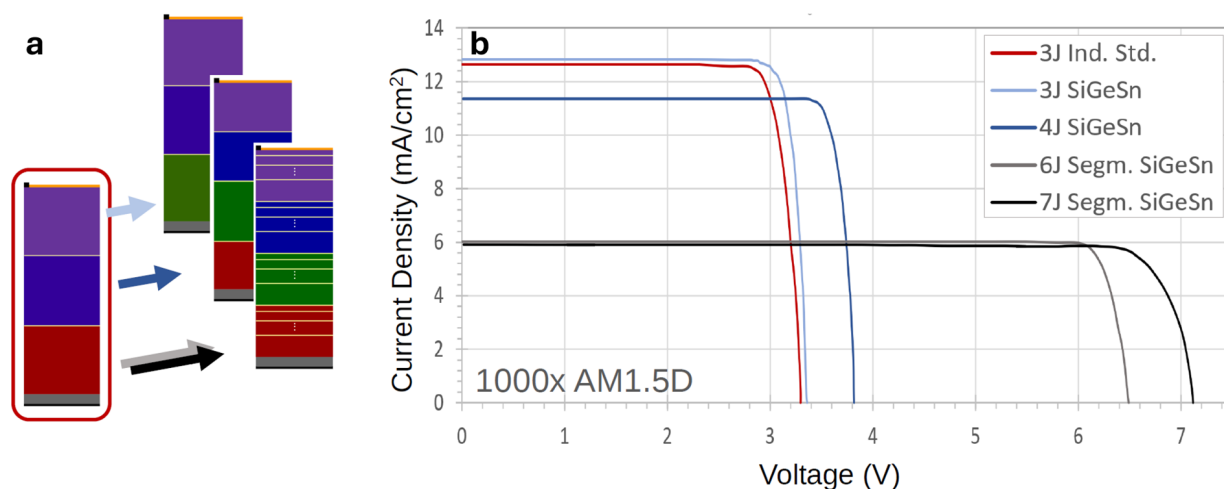 a
b
Current Density (mA/cm²)
14
12
10
8
6
4
2
0
3J Ind. Std.
3J SiGeSn
4J SiGeSn
6J Segm. SiGeSn
7J Segm. SiGeSn
1000x AM1.5D
0 1 2 3 4 5 6 7
Voltage (V)